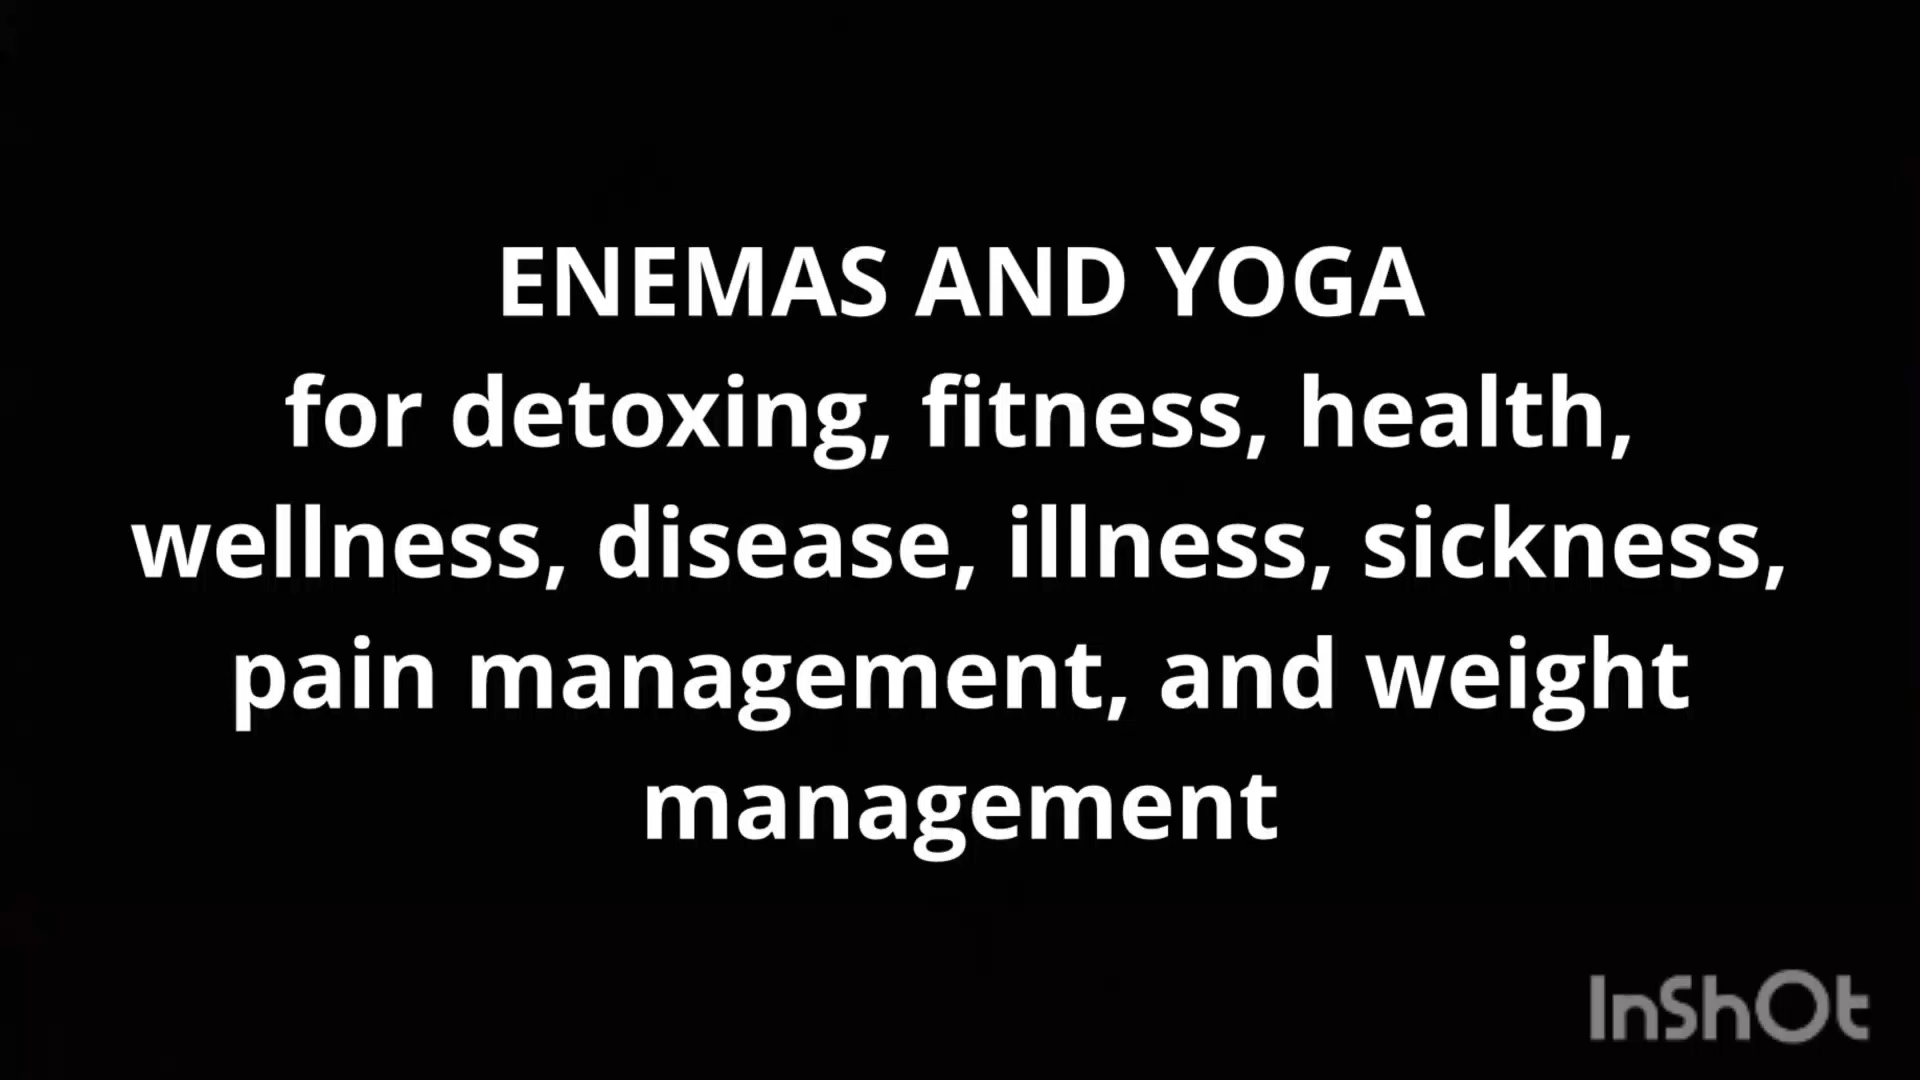 ENEMAS AND YOGA
for detoxing, fitness, health,
wellness, disease, illness, sickness,
pain management, and weight
management
InShOt